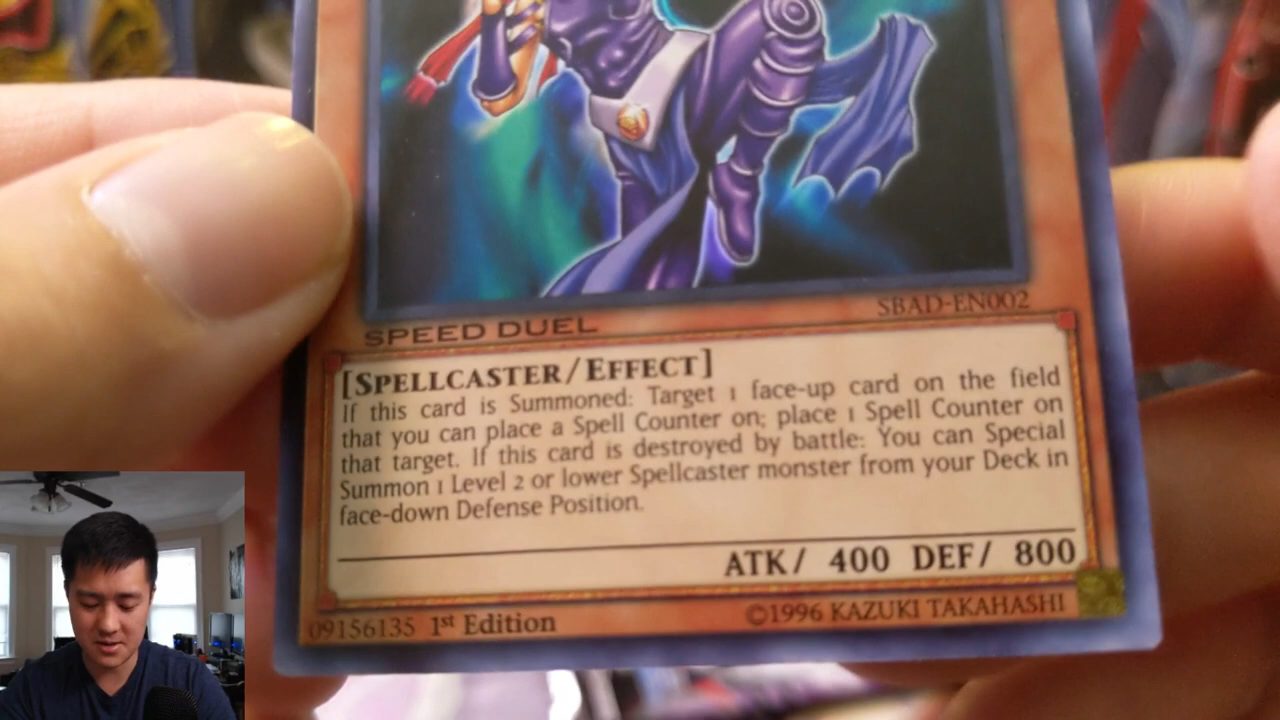 SBAD-EN002
SPEED DUEL
[SPELLCASTER/EFFECT]
If this card is Summoned: Target 1 face-up card on the field
that you can place a Spell Counter on; place 1 Spell Counter on
that target. If this card is destroyed by battle: You can Special
Summon 1 Level 2 or lower Spellcaster monster from your Deck in
face-down Defense Position.
ATK/ 400 DEF/ 800
09156135 1st Edition
©1996 KAZUKI TAKAHASHI